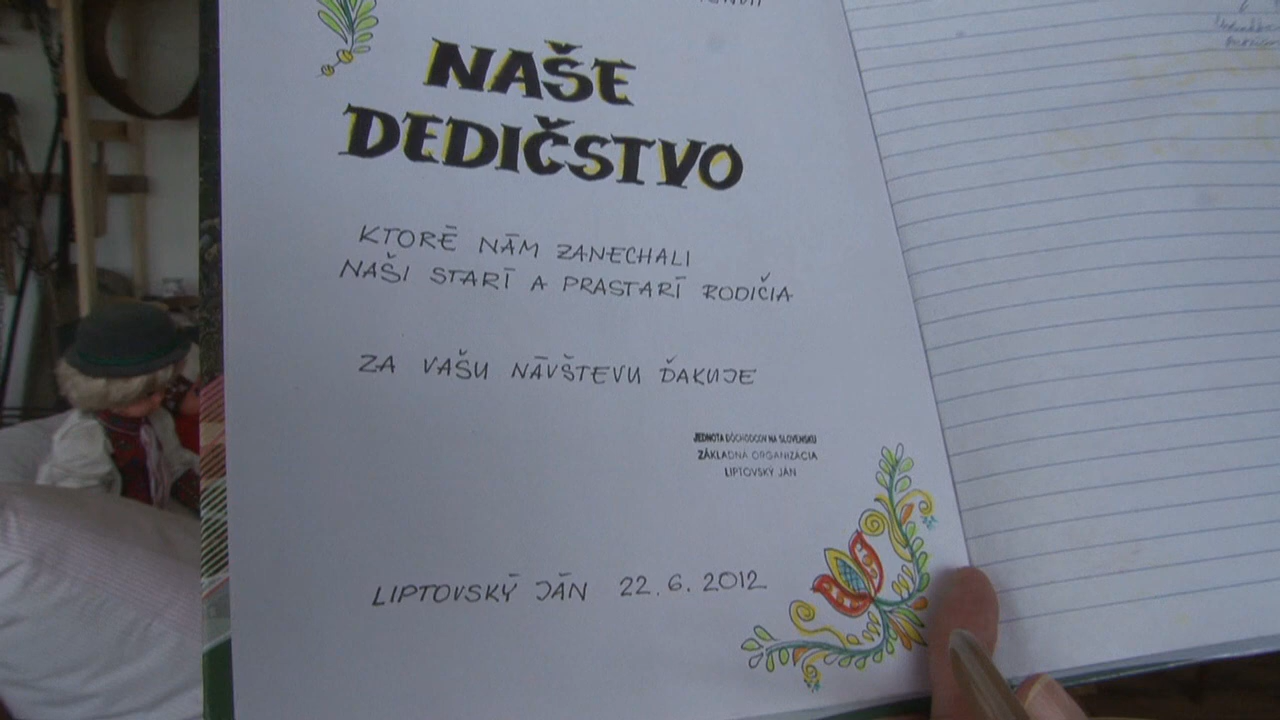 NAŠE
DEDIČSTVO
KTORÉ NÁM ZANECHALI
NAŠI STARÍ A PRASTARÍ RODIČIA
ZA VAŠU NÁVŠTEVU ĎAKUJE
JEDNOTA DÔCHODCOV NA SLOVENSKU
ZÁKLADNÁ ORGANIZÁCIA
LIPTOVSKÝ JÁN
LIPTOVSKÝ JÁN 22.6.2012